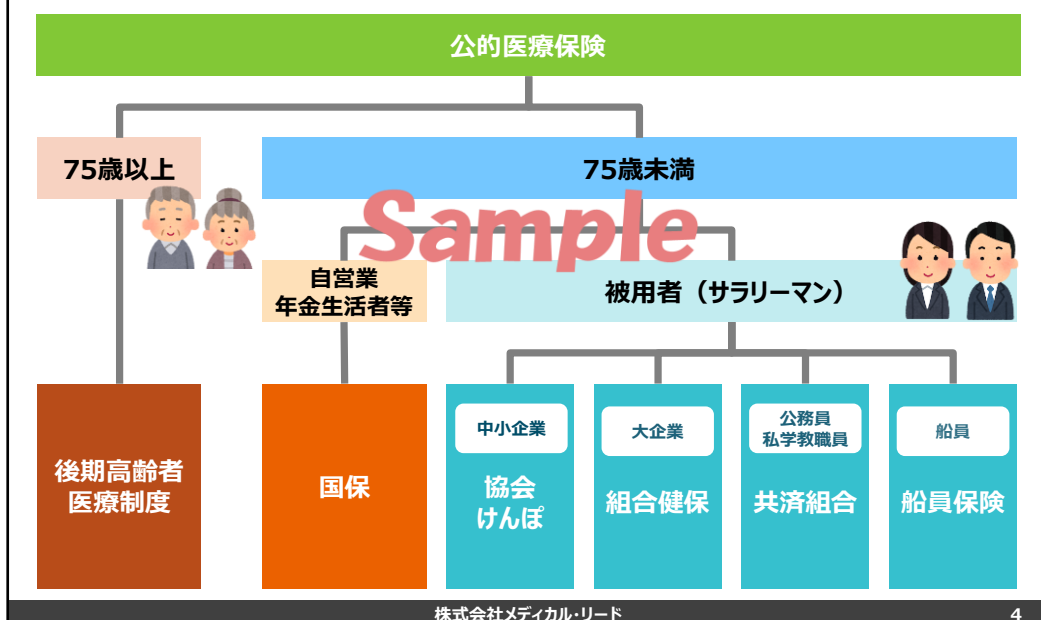 公的医療保険
75歳以上
75歳未満
Sample
自営業
年金生活者等
被用者（サラリーマン）
後期高齢者
医療制度
国保
中小企業
協会
けんぽ
大企業
組合健保
公務員
私学教職員
共済組合
船員
船員保険
株式会社メディカル・リード
4